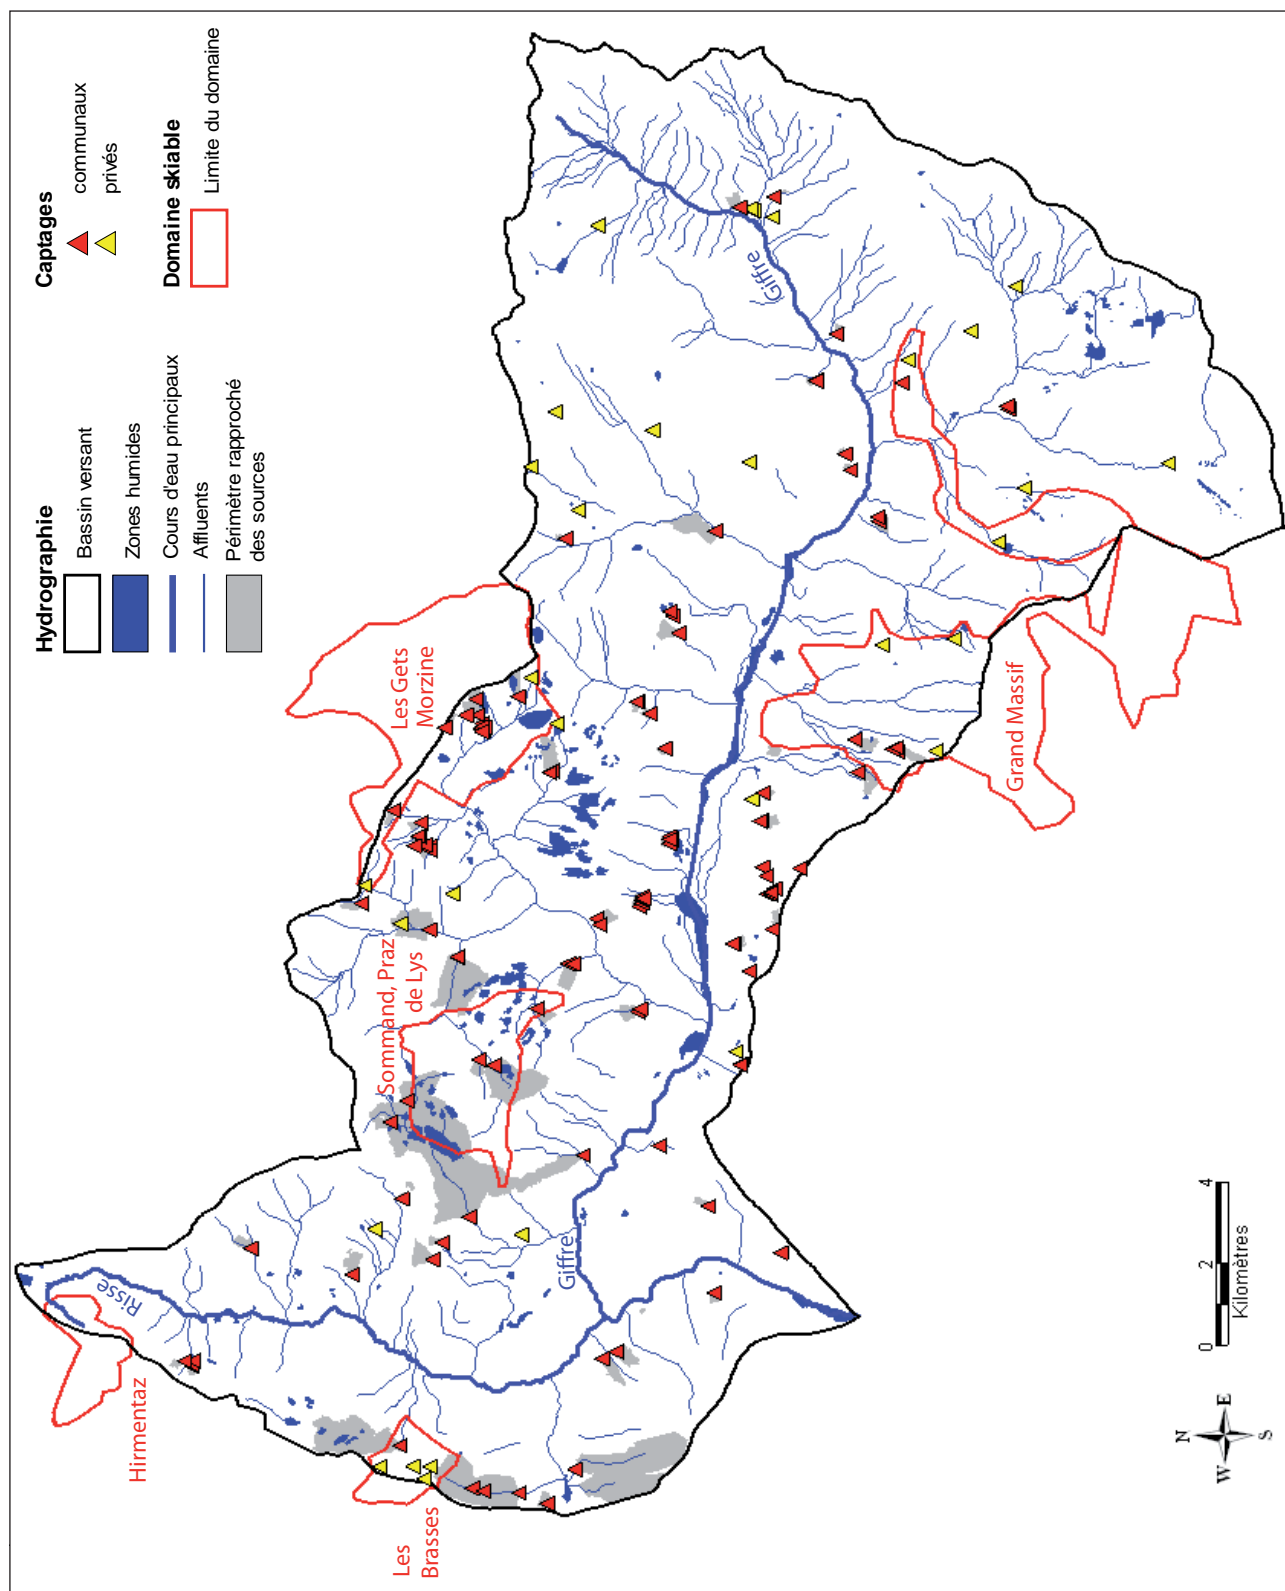 Hydrographie
Bassin versant
Zones humides
Cours d'eau principaux
Affluents
Périmètre rapproché
des sources
Captages
communaux
privés
Domaine skiable
Limite du domaine
Hirmentaz
Risse
Les
Brasses
Sommand, Praz
de Lys
Les Gets
Morzine
Giffre
Giffre
Grand Massif
0 2 4
Kilomètres
N
W E
S